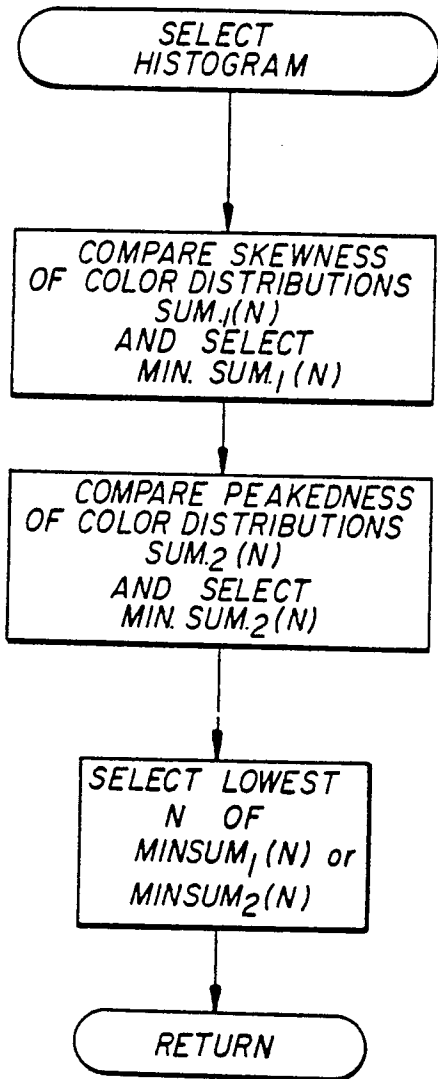 SELECT
HISTOGRAM
COMPARE SKEWNESS
OF COLOR DISTRIBUTIONS
SUM.₁(N)
AND SELECT
MIN. SUM.₁(N)
COMPARE PEAKEDNESS
OF COLOR DISTRIBUTIONS
SUM.₂(N)
AND SELECT
MIN. SUM.₂(N)
SELECT LOWEST
N OF
MINSUM₁(N) or
MINSUM₂(N)
RETURN